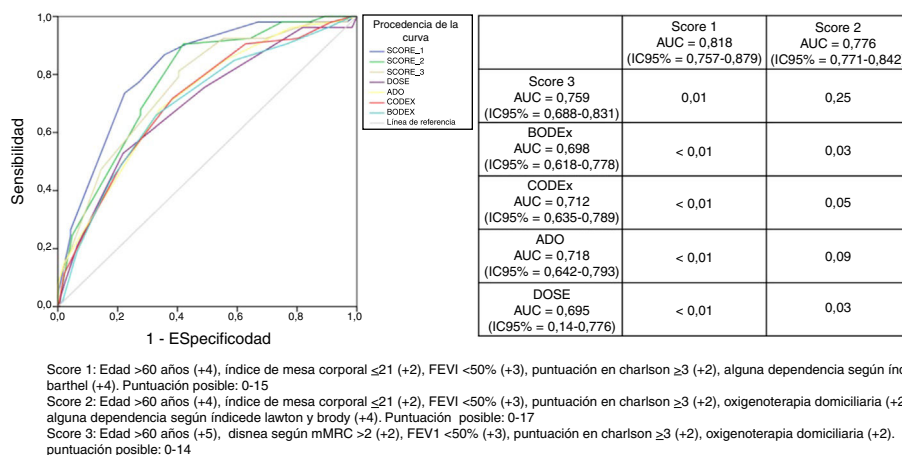 Procedencia de la
curva
SCORE_1
SCORE_2
SCORE_3
DOSE
ADO
CODEX
BODEX
Línea de referencia
Sensibilidad
1,0
0,8
0,6
0,4
0,2
0,0
0,0 0,2 0,4 0,6 0,8 1,0
1 - ESpecificodad
Score 1
AUC = 0,818
(IC95% = 0,757-0,879)
Score 2
AUC = 0,776
(IC95% = 0,771-0,842
Score 3
AUC = 0,759
(IC95% = 0,688-0,831)
0,01
0,25
BODEx
AUC = 0,698
(IC95% = 0,618-0,778)
< 0,01
0,03
CODEx
AUC = 0,712
(IC95% = 0,635-0,789)
< 0,01
0,05
ADO
AUC = 0,718
(IC95% = 0,642-0,793)
< 0,01
0,09
DOSE
AUC = 0,695
(IC95% = 0,14-0,776)
< 0,01
0,03
Score 1: Edad >60 años (+4), índice de mesa corporal ≤21 (+2), FEVI <50% (+3), puntuación en charlson ≥3 (+2), alguna dependencia según índ
barthel (+4). Puntuación posible: 0-15
Score 2: Edad >60 años (+4), índice de mesa corporal ≤21 (+2), FEVI <50% (+3), puntuación en charlson ≥3 (+2), oxigenoterapia domiciliaria (+2
alguna dependencia según índicede lawton y brody (+4). Puntuación posible: 0-17
Score 3: Edad >60 años (+5), disnea según mMRC >2 (+2), FEV1 <50% (+3), puntuación en charlson ≥3 (+2), oxigenoterapia domiciliaria (+2).
puntuación posible: 0-14